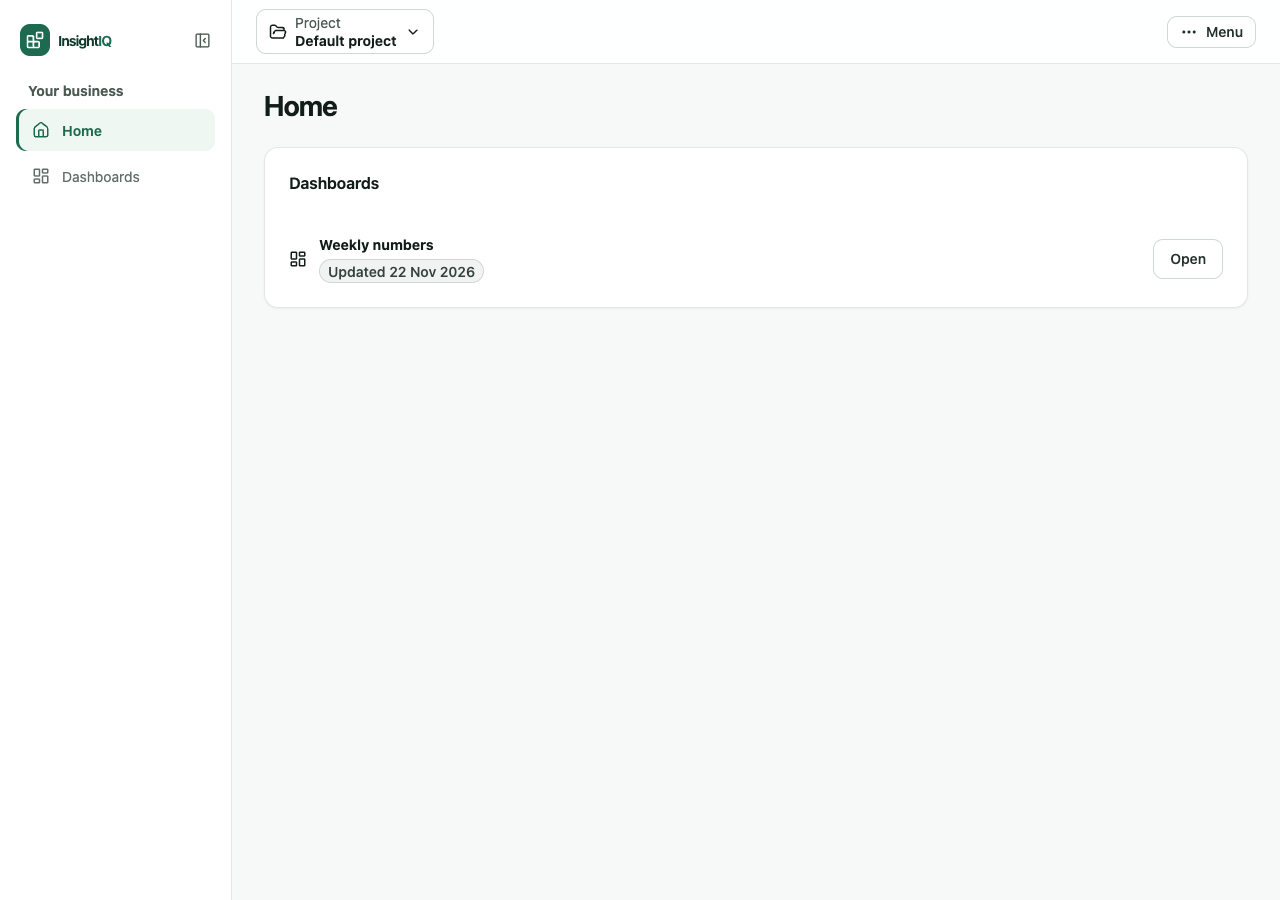 InsightIQ
Your business
Home
Dashboards
Project
Default project
Menu
Home
Dashboards
Weekly numbers
Updated 22 Nov 2026
Open